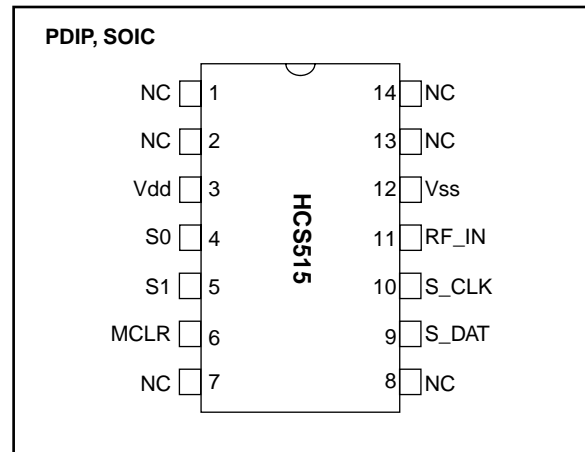 PDIP, SOIC
NC 1 14 NC
NC 2 13 NC
Vdd 3 12 Vss
S0 4 11 RF_IN
S1 5 10 S_CLK
MCLR 6 9 S_DAT
NC 7 8 NC
HCS515